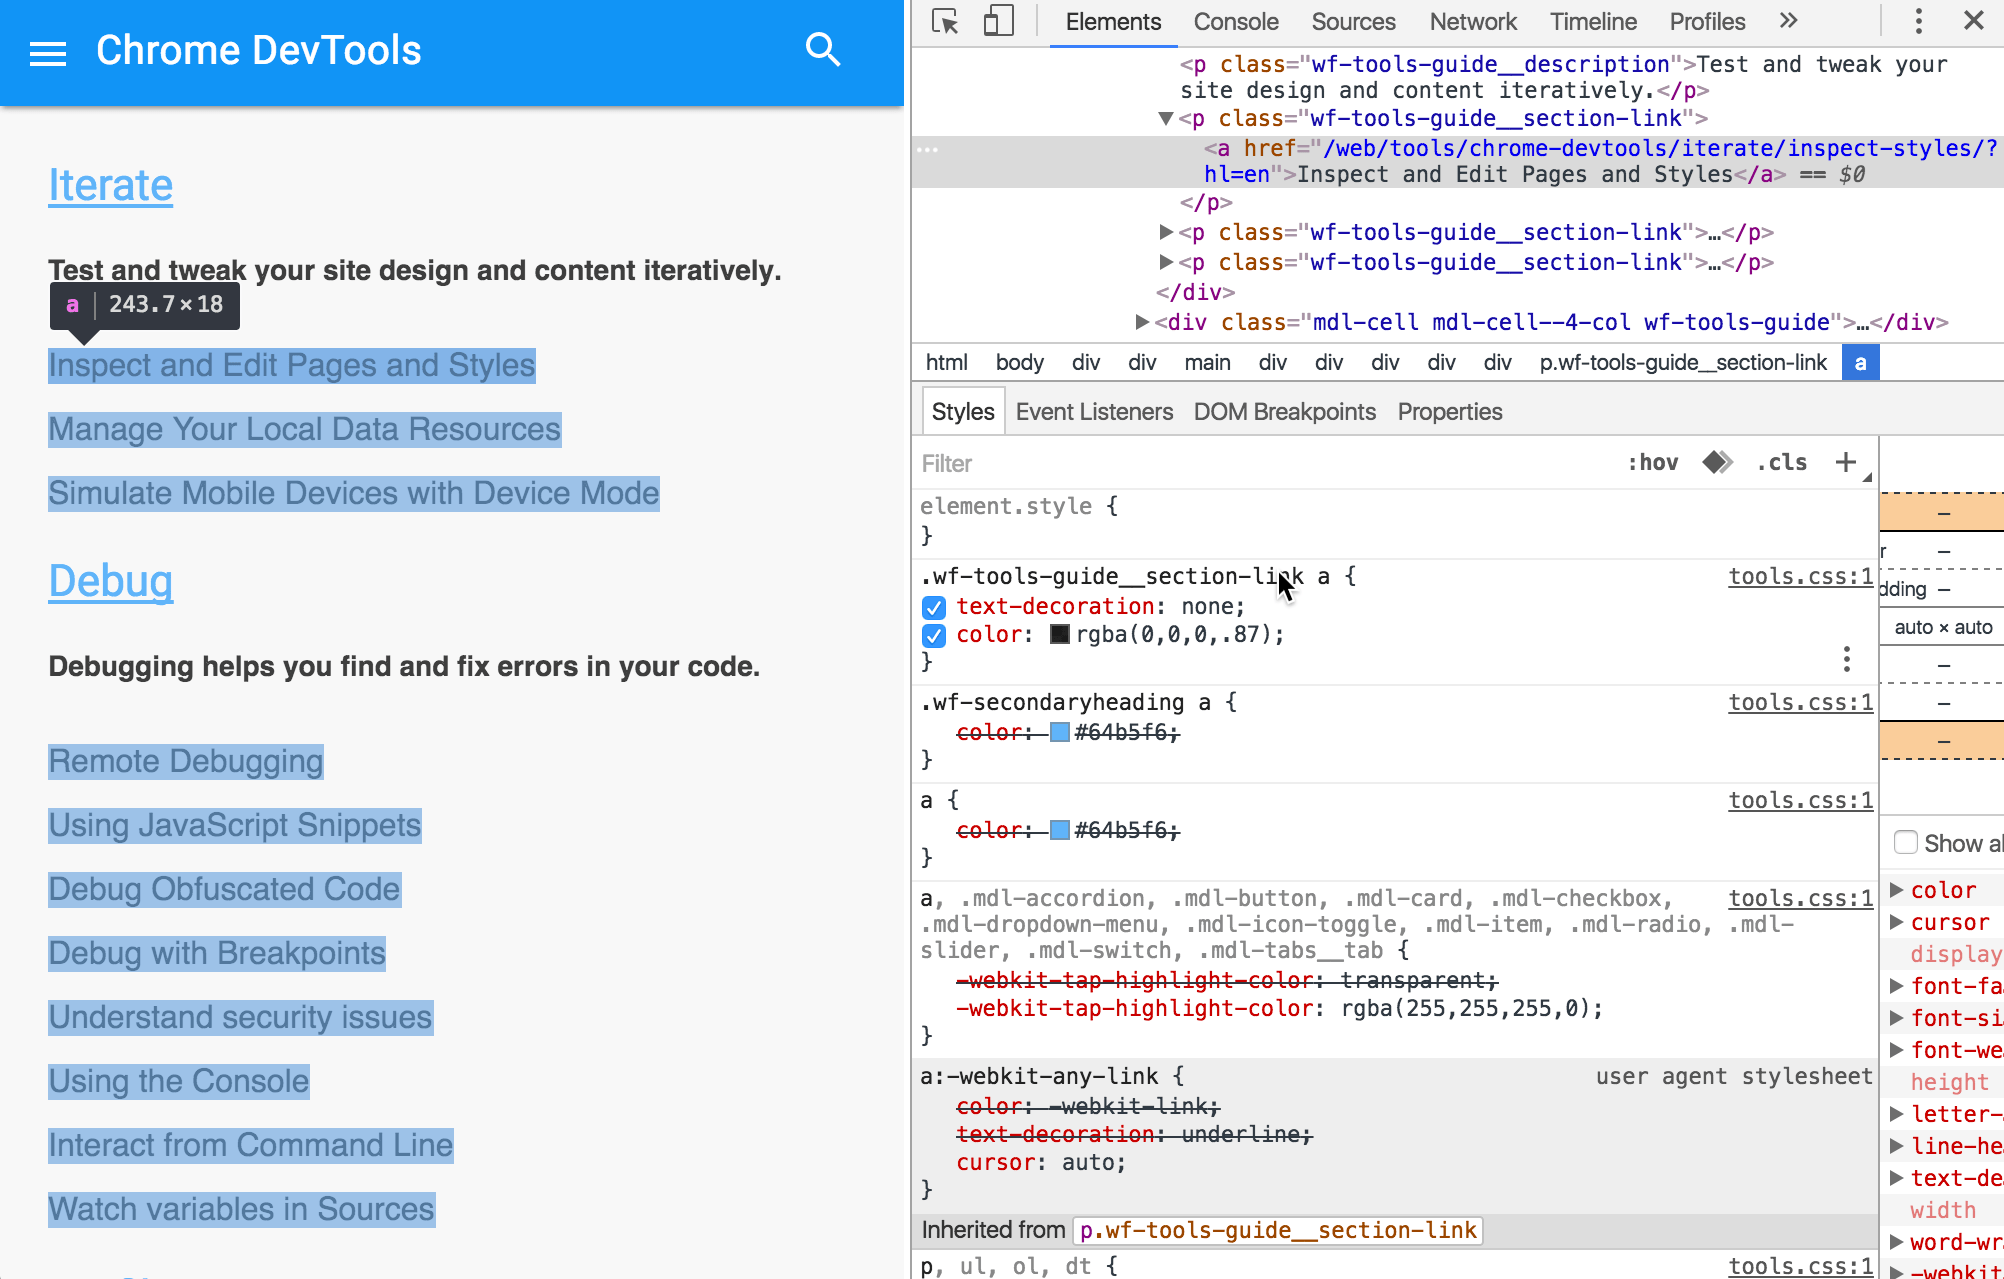 Chrome DevTools
Iterate
Test and tweak your site design and content iteratively.
a 243.7 × 18
Inspect and Edit Pages and Styles
Manage Your Local Data Resources
Simulate Mobile Devices with Device Mode
Debug
Debugging helps you find and fix errors in your code.
Remote Debugging
Using JavaScript Snippets
Debug Obfuscated Code
Debug with Breakpoints
Understand security issues
Using the Console
Interact from Command Line
Watch variables in Sources
Elements Console Sources Network Timeline Profiles »
<p class="wf-tools-guide__description">Test and tweak your
site design and content iteratively.</p>
▼<p class="wf-tools-guide__section-link">
… <a href="/web/tools/chrome-devtools/iterate/inspect-styles/?
hl=en">Inspect and Edit Pages and Styles</a> == $0
</p>
▶<p class="wf-tools-guide__section-link">…</p>
▶<p class="wf-tools-guide__section-link">…</p>
</div>
▶<div class="mdl-cell mdl-cell--4-col wf-tools-guide">…</div>
html body div div main div div div div div p.wf-tools-guide__section-link a
Styles Event Listeners DOM Breakpoints Properties
Filter :hov .cls +
element.style {
}
.wf-tools-guide__section-link a { tools.css:1
text-decoration: none;
color: rgba(0,0,0,.87);
}
.wf-secondaryheading a { tools.css:1
color: #64b5f6;
}
a { tools.css:1
color: #64b5f6;
}
a, .mdl-accordion, .mdl-button, .mdl-card, .mdl-checkbox, tools.css:1
.mdl-dropdown-menu, .mdl-icon-toggle, .mdl-item, .mdl-radio, .mdl-
slider, .mdl-switch, .mdl-tabs__tab {
-webkit-tap-highlight-color: transparent;
-webkit-tap-highlight-color: rgba(255,255,255,0);
}
a:-webkit-any-link { user agent stylesheet
color: -webkit-link;
text-decoration: underline;
cursor: auto;
}
Inherited from p.wf-tools-guide__section-link
p, ul, ol, dt { tools.css:1
–
r –
dding –
auto × auto
–
–
–
Show al
▶ color
▶ cursor
display
▶ font-fa
▶ font-si
▶ font-we
height
▶ letter-
▶ line-he
▶ text-de
width
▶ word-wr
▶ -webkit